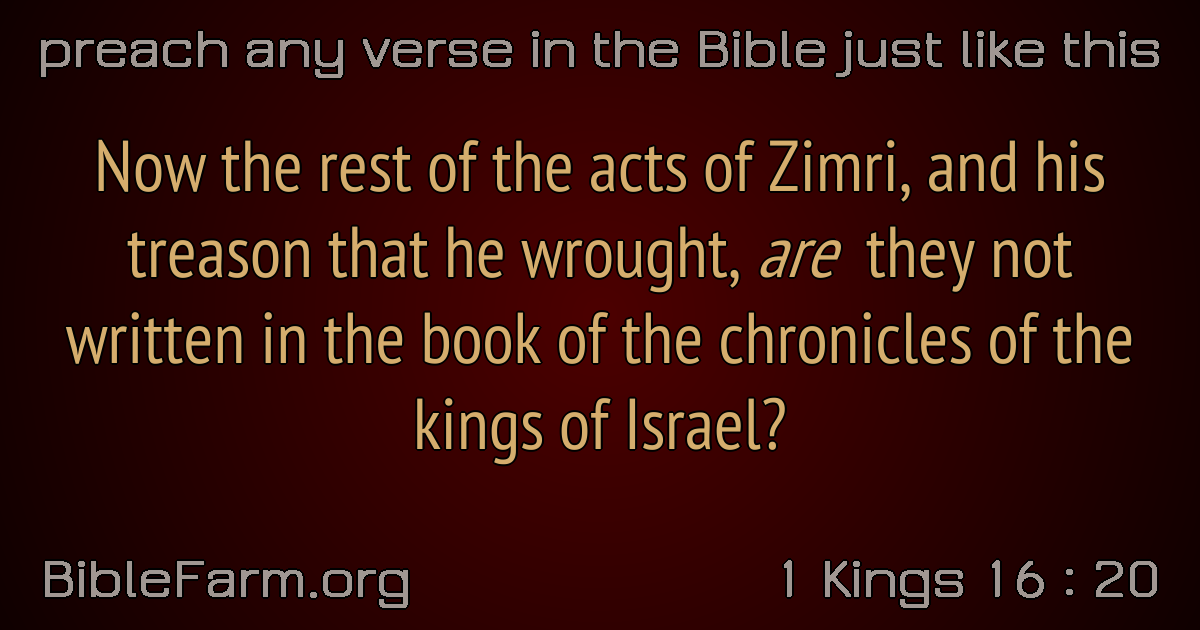 preach any verse in the Bible just like this
Now the rest of the acts of Zimri, and his
treason that he wrought, are they not
written in the book of the chronicles of the
kings of Israel?
BibleFarm.org
1 Kings 16 : 20